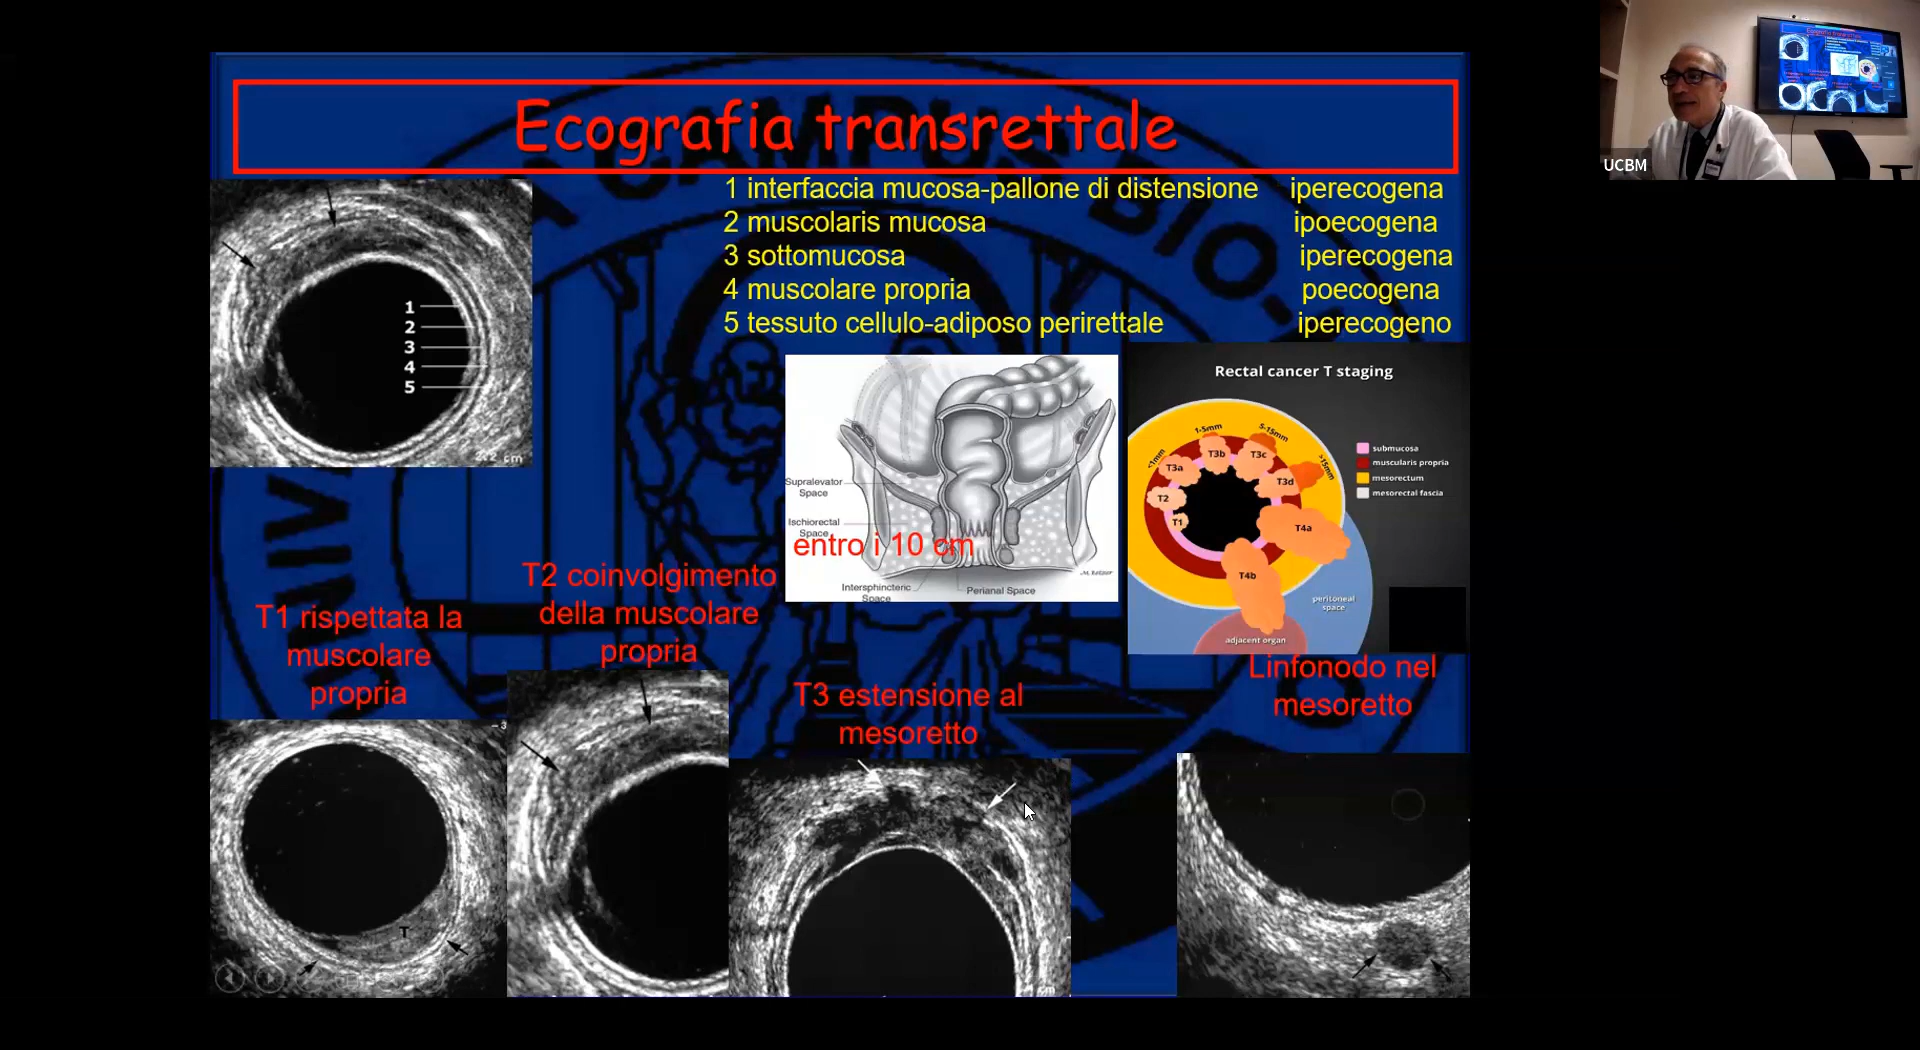 Ecografia transrettale
1 interfaccia mucosa-pallone di distensione iperecogena
2 muscolaris mucosa ipoecogena
3 sottomucosa iperecogena
4 muscolare propria poecogena
5 tessuto cellulo-adiposo perirettale iperecogeno
1
2
3
4
5
2.2 cm
Supralevator
Space
Ischiorectal
Space
entro i 10 cm
Intersphincteric
Space
Perianal Space
Rectal cancer T staging
<1mm
1-5mm
5-15mm
>15mm
T3a
T3b
T3c
T3d
T2
T1
T4a
T4b
submucosa
muscularis propria
mesorectum
mesorectal fascia
peritoneal
space
adjacent organ
T1 rispettata la
muscolare
propria
T2 coinvolgimento
della muscolare
propria
T3 estensione al
mesoretto
Linfonodo nel
mesoretto
T
cm
UCBM